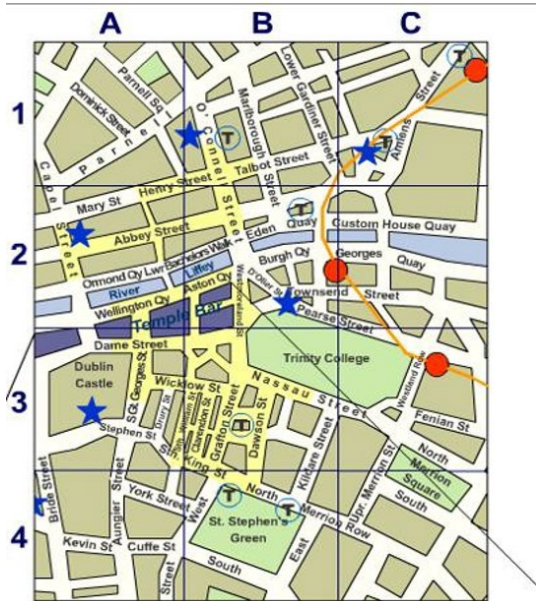 A B C
1
Parnell Sq
Dominick Street
Parnell
O'Connell Street
Marlborough Street
Lower Gardiner Street
Amiens Street
T
T
T
Talbot Street
Henry Street
Mary St
Capel Street
2
Abbey Street
Eden Quay
Custom House Quay
T
Bachelors Walk
Ormond Qy Lwr
River Liffey
Burgh Qy
Georges Quay
Aston Qy
Wellington Qy
D'Olier St
Townsend Street
Westmoreland St
Temple Bar
Pearse Street
Dame Street
3
Trinity College
Dublin Castle
Sgt. Georges St
Wicklow St
Nassau Street
Westland Row
Drury St
Clarendon St
Grafton Street
Dawson St
T
Fenian St
Stephen St
King St
Kildare Street
North
Merrion Square
South
4
Bride Street
Aungier Street
York Street
West
North
Merrion Row
Upr. Merrion St
T
T
St. Stephen's Green
Kevin St
Cuffe St
Street
East
South